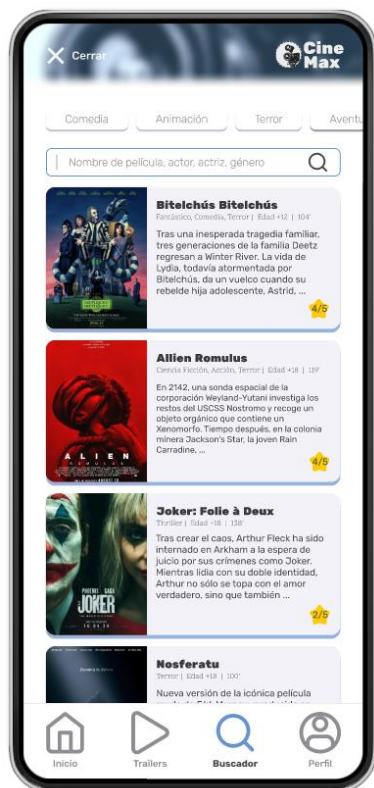 Cerrar
Cine
Max
Comedia Animación Terror Aventu
Nombre de película, actor, actriz, género
Bitelchús Bitelchús
Fantástico, Comedia, Terror | Edad +12 | 104'
Tras una inesperada tragedia familiar,
tres generaciones de la familia Deetz
regresan a Winter River. La vida de
Lydia, todavía atormentada por
Bitelchús, da un vuelco cuando su
rebelde hija adolescente, Astrid, ...
4/5
Allien Romulus
Ciencia Ficción, Acción, Terror | Edad +18 | 119'
En 2142, una sonda espacial de la
corporación Weyland-Yutani investiga los
restos del USCSS Nostromo y recoge un
objeto orgánico que contiene un
Xenomorfo. Tiempo después, en la colonia
minera Jackson's Star, la joven Rain
Carradine, ...
4/5
ALIEN
ROMULUS
Joker: Folie à Deux
Thriller | Edad +18 | 138'
Tras crear el caos, Arthur Fleck ha sido
internado en Arkham a la espera de
juicio por sus crímenes como Joker.
Mientras lidia con su doble identidad,
Arthur no sólo se topa con el amor
verdadero, sino que también ...
2/5
PHOENIX GAGA
JOKER
10.04.24
Nosferatu
Terror | Edad +18 | 100'
Nueva versión de la icónica película
Inicio Trailers Buscador Perfil